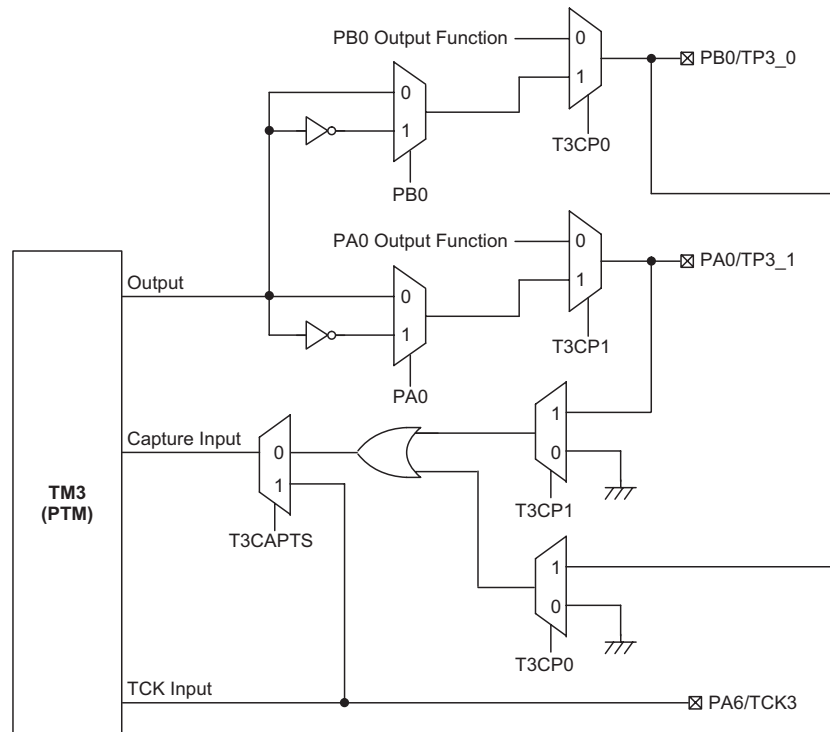 PB0 Output Function
0
1
T3CP0
PB0/TP3_0
0
1
PB0
PA0 Output Function
0
1
T3CP1
PA0/TP3_1
Output
0
1
PA0
Capture Input
0
1
T3CAPTS
1
0
T3CP1
TM3
(PTM)
1
0
T3CP0
TCK Input
PA6/TCK3